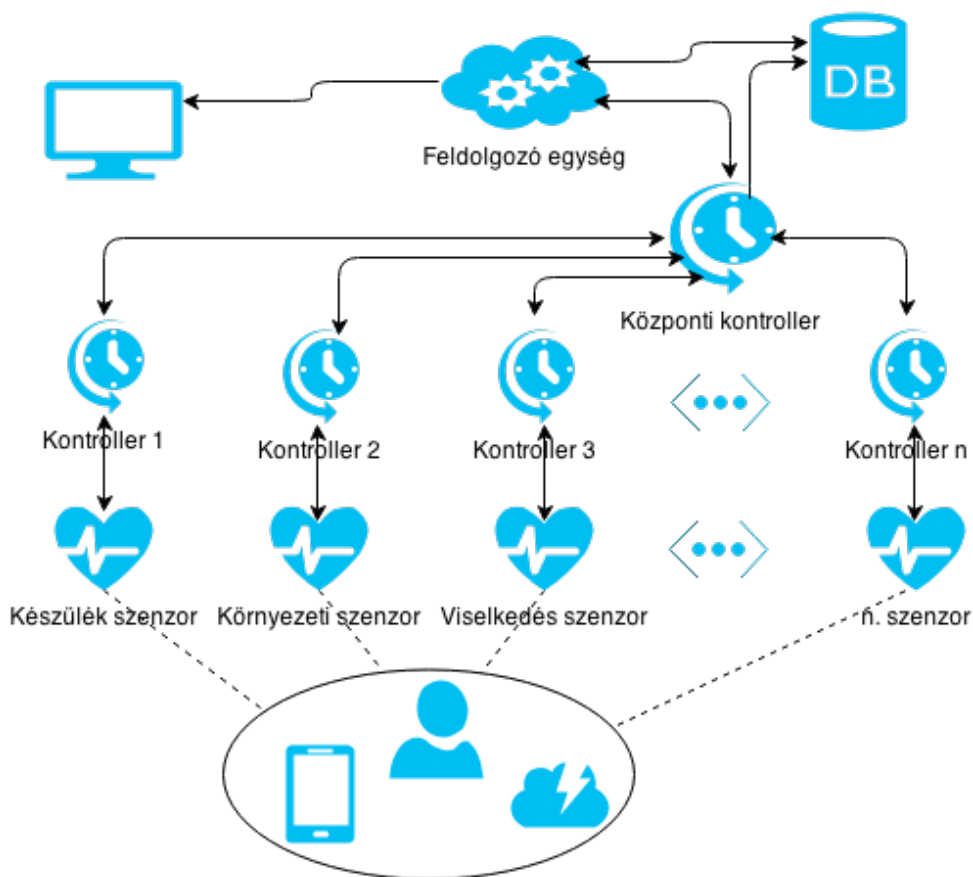 DB
Feldolgozó egység
Központi kontroller
Kontroller 1
Kontroller 2
Kontroller 3
Kontroller n
Készülék szenzor
Környezeti szenzor
Viselkedés szenzor
n. szenzor